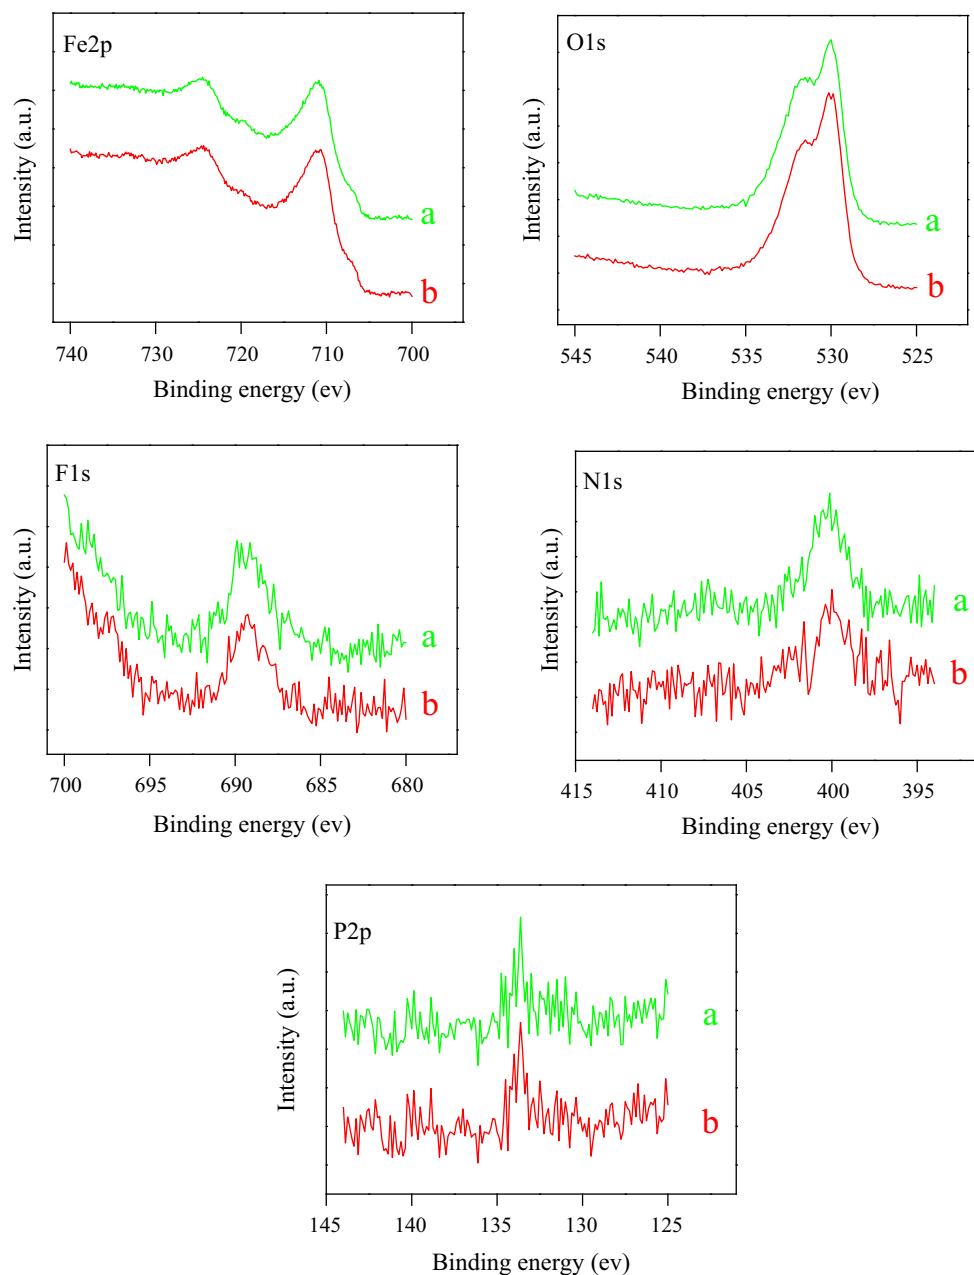 Fe2p
Intensity (a.u.)
a
b
740 730 720 710 700
Binding energy (ev)
O1s
Intensity (a.u.)
a
b
545 540 535 530 525
Binding energy (ev)
F1s
Intensity (a.u.)
a
b
700 695 690 685 680
Binding energy (ev)
N1s
Intensity (a.u.)
a
b
415 410 405 400 395
Binding energy (ev)
P2p
Intensity (a.u.)
a
b
145 140 135 130 125
Binding energy (ev)